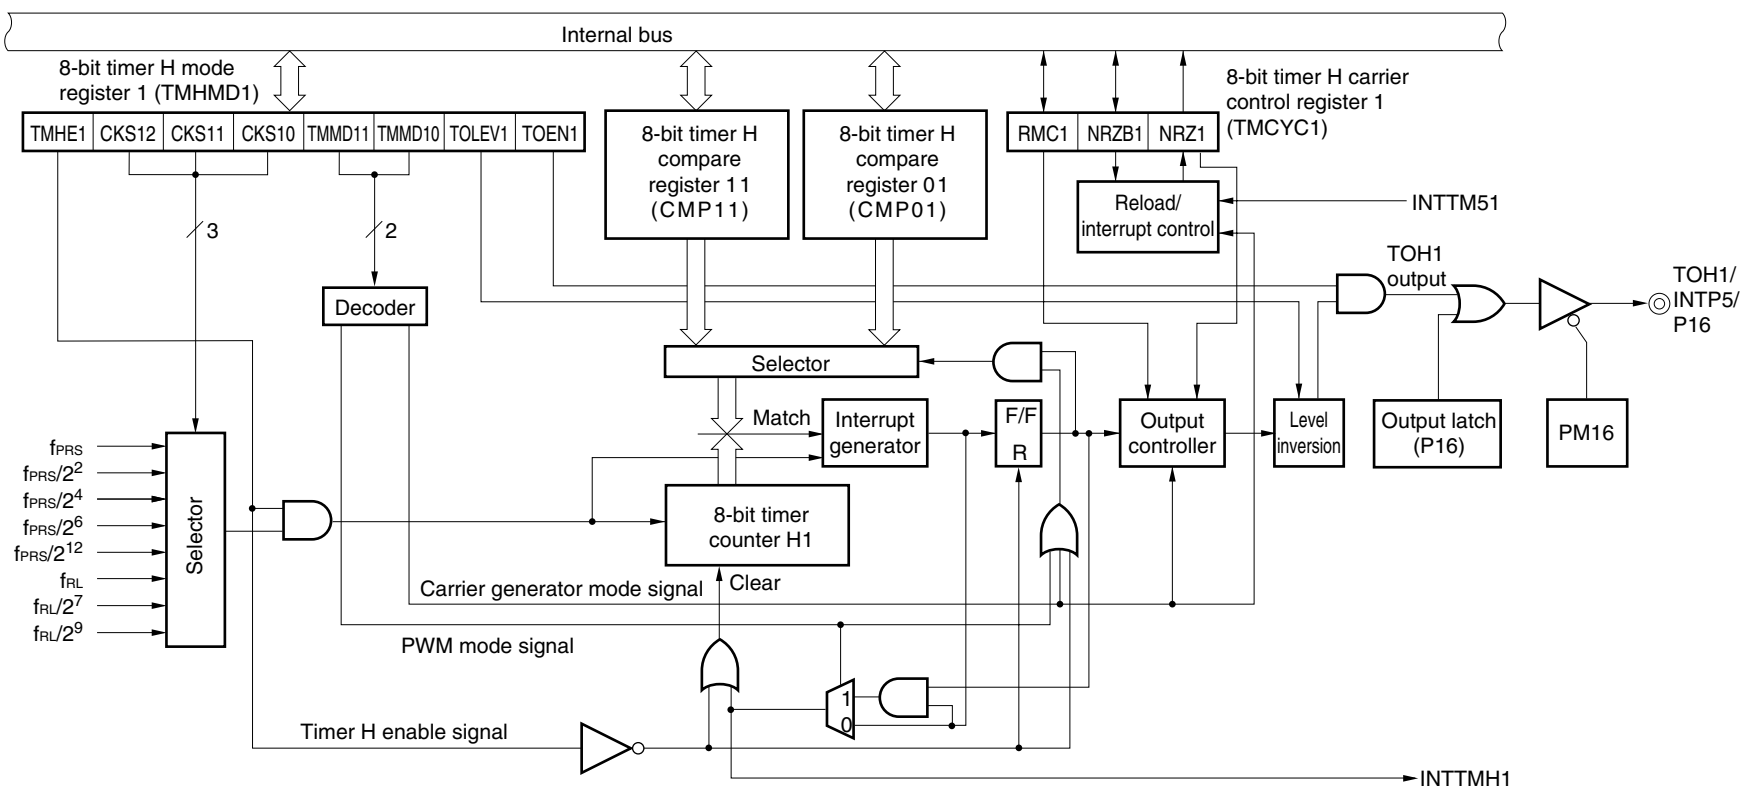 Internal bus
8-bit timer H mode
register 1 (TMHMD1)
8-bit timer H carrier
control register 1
(TMCYC1)
TMHE1 CKS12 CKS11 CKS10 TMMD11 TMMD10 TOLEV1 TOEN1
8-bit timer H
compare
register 11
(CMP11)
8-bit timer H
compare
register 01
(CMP01)
RMC1 NRZB1 NRZ1
Reload/
interrupt control
INTTM51
3
2
Decoder
TOH1
output
TOH1/
INTP5/
P16
Selector
Match
Interrupt
generator
F/F
R
Output
controller
Level
inversion
Output latch
(P16)
PM16
fPRS
fPRS/2²
fPRS/2⁴
fPRS/2⁶
fPRS/2¹²
fRL
fRL/2⁷
fRL/2⁹
Selector
8-bit timer
counter H1
Clear
Carrier generator mode signal
PWM mode signal
1
0
Timer H enable signal
INTTMH1